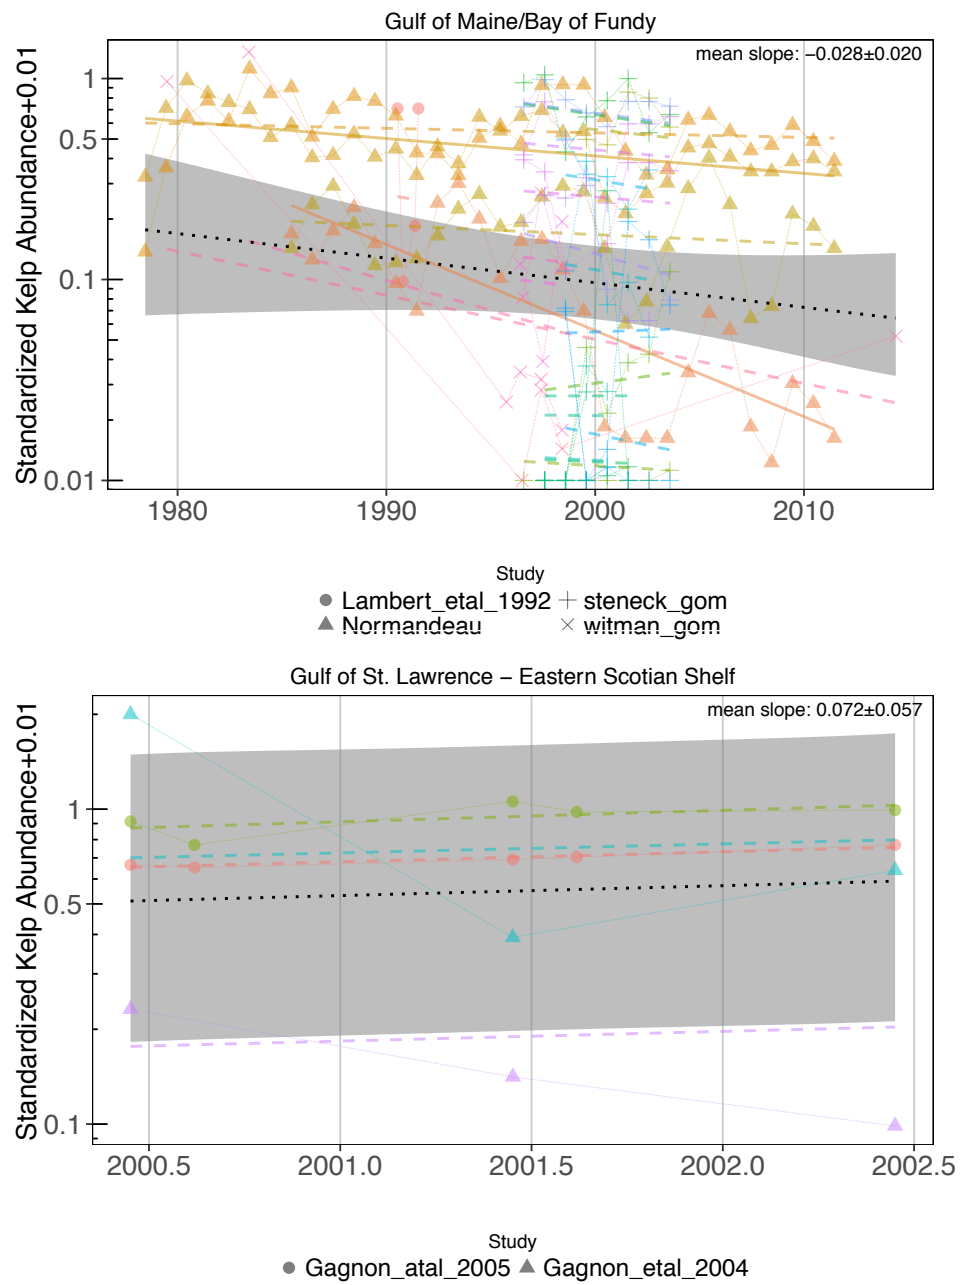 Gulf of Maine/Bay of Fundy
mean slope: −0.028±0.020
Standardized Kelp Abundance+0.01
1
0.5
0.1
0.01
1980 1990 2000 2010
Study
Lambert_etal_1992 steneck_gom
Normandeau witman_gom
Gulf of St. Lawrence − Eastern Scotian Shelf
mean slope: 0.072±0.057
Standardized Kelp Abundance+0.01
1
0.5
0.1
2000.5 2001.0 2001.5 2002.0 2002.5
Study
Gagnon_atal_2005 Gagnon_etal_2004